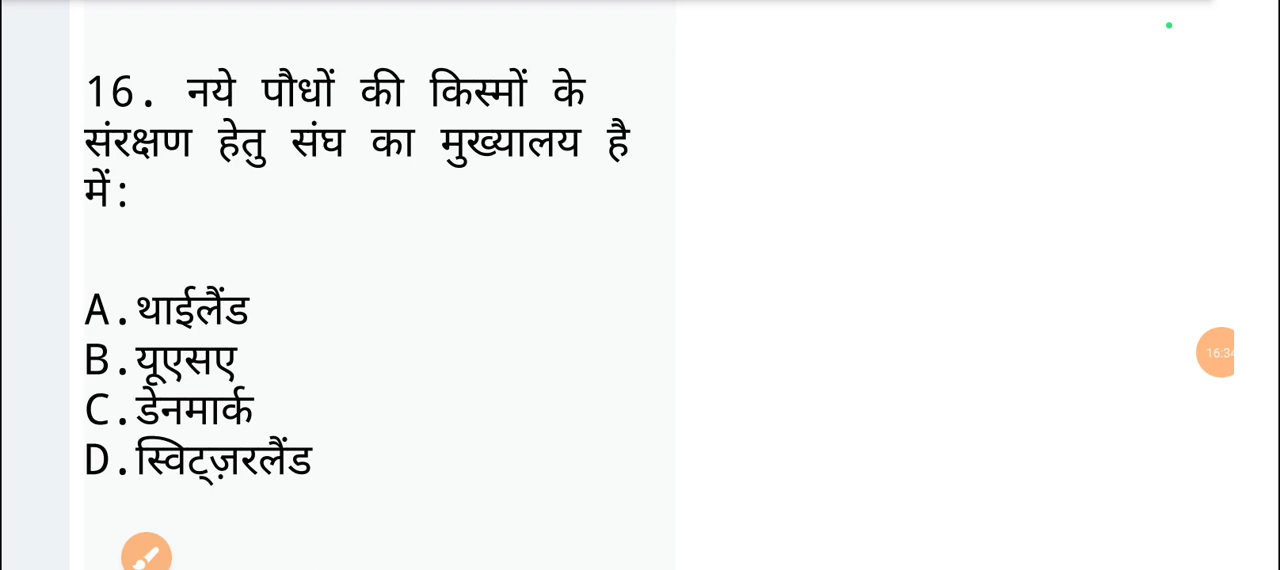 16. नये पौधों की किस्मों के
संरक्षण हेतु संघ का मुख्यालय है
में:
A.थाईलैंड
B.यूएसए
C.डेनमार्क
D.स्विट्ज़रलैंड